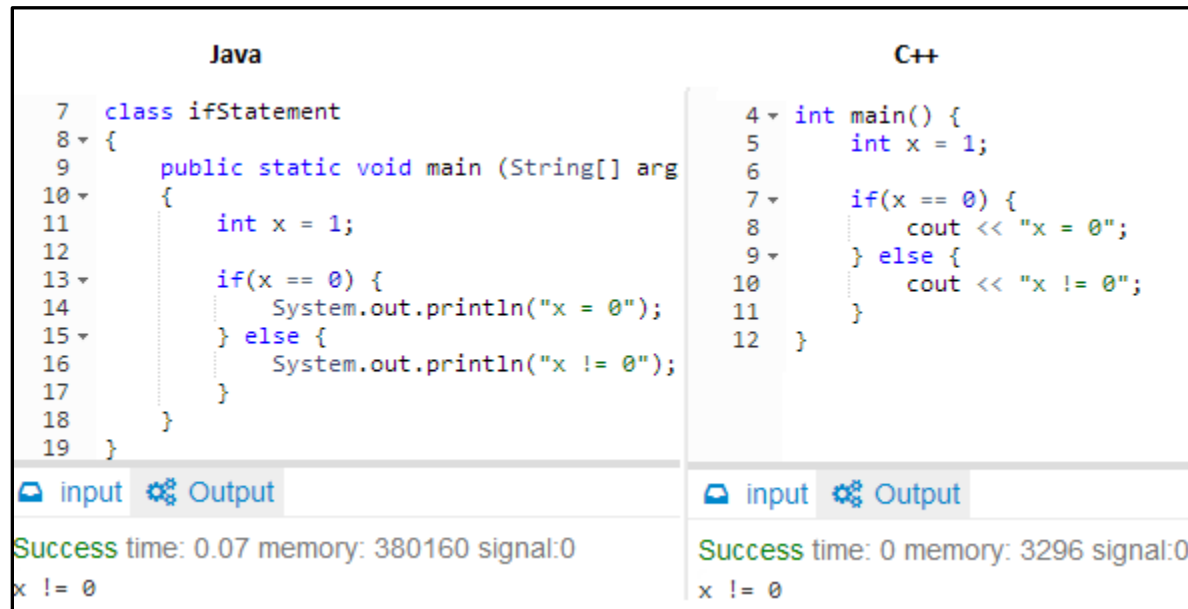 Java
7 class ifStatement
8 {
9 public static void main (String[] arg
10 {
11 int x = 1;
12
13 if(x == 0) {
14 System.out.println("x = 0");
15 } else {
16 System.out.println("x != 0");
17 }
18 }
19 }
input Output
Success time: 0.07 memory: 380160 signal:0
x != 0
C++
4 int main() {
5 int x = 1;
6
7 if(x == 0) {
8 cout << "x = 0";
9 } else {
10 cout << "x != 0";
11 }
12 }
input Output
Success time: 0 memory: 3296 signal:0
x != 0